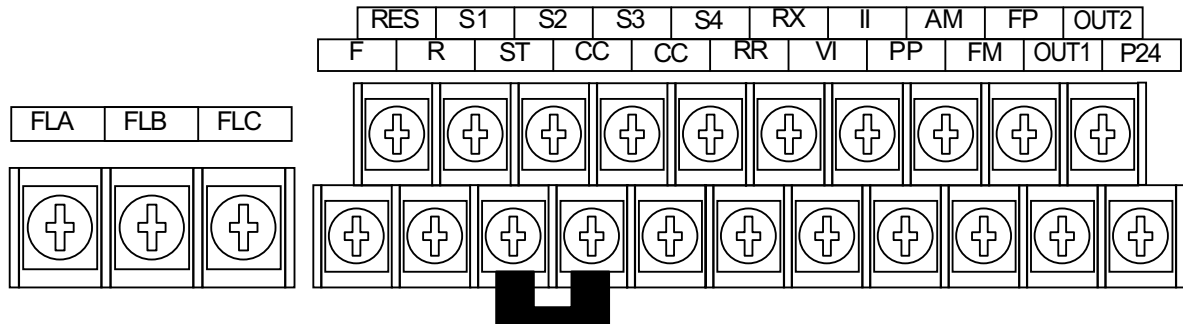 RES S1 S2 S3 S4 RX II AM FP OUT2
F R ST CC CC RR VI PP FM OUT1 P24
FLA FLB FLC